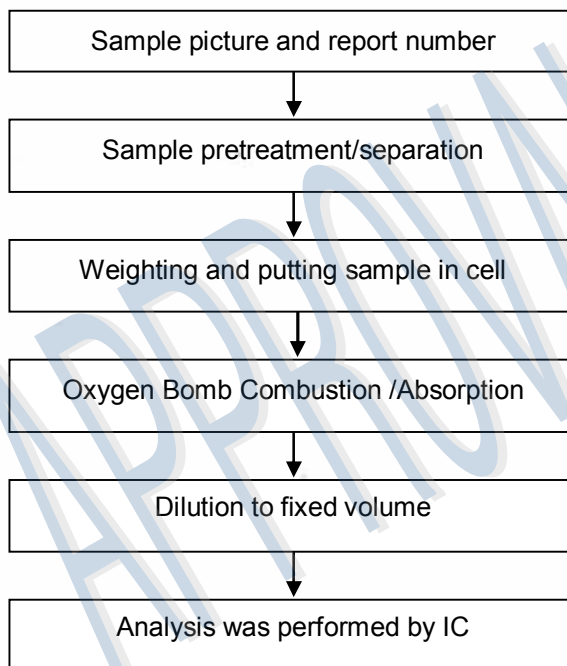 Sample picture and report number
Sample pretreatment/separation
Weighting and putting sample in cell
Oxygen Bomb Combustion /Absorption
Dilution to fixed volume
Analysis was performed by IC